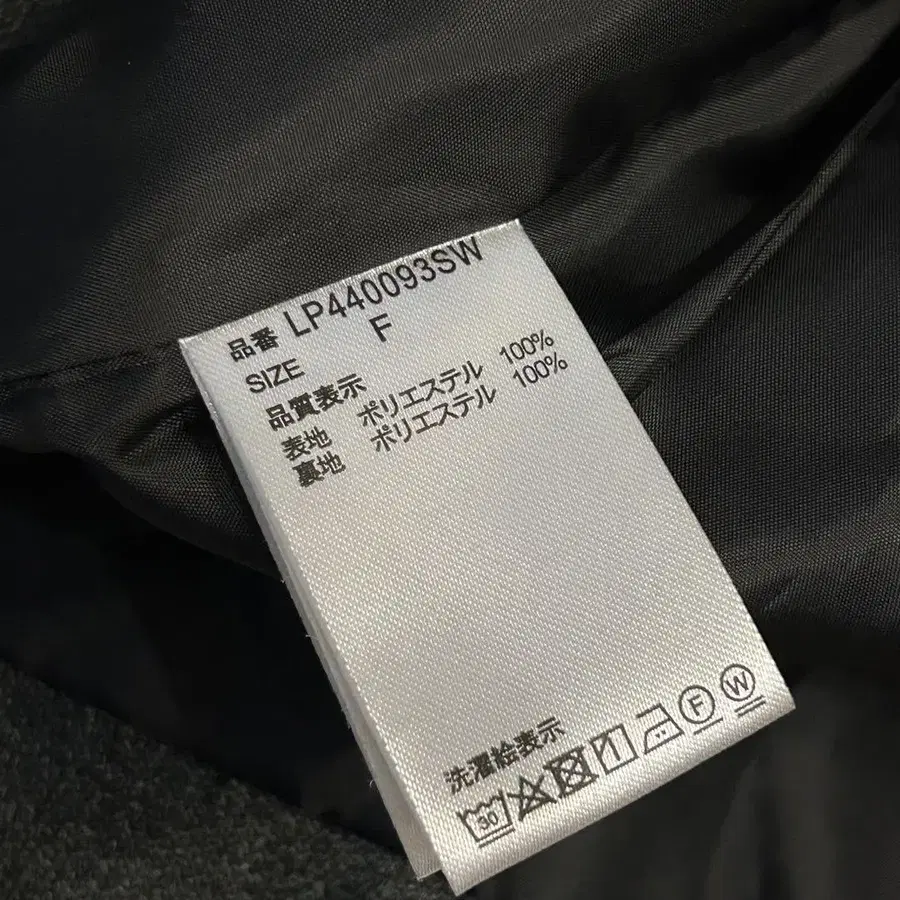 品番 LP440093SW
SIZE F
品質表示
表地 ポリエステル 100%
裏地 ポリエステル 100%
洗濯絵表示
30 F W